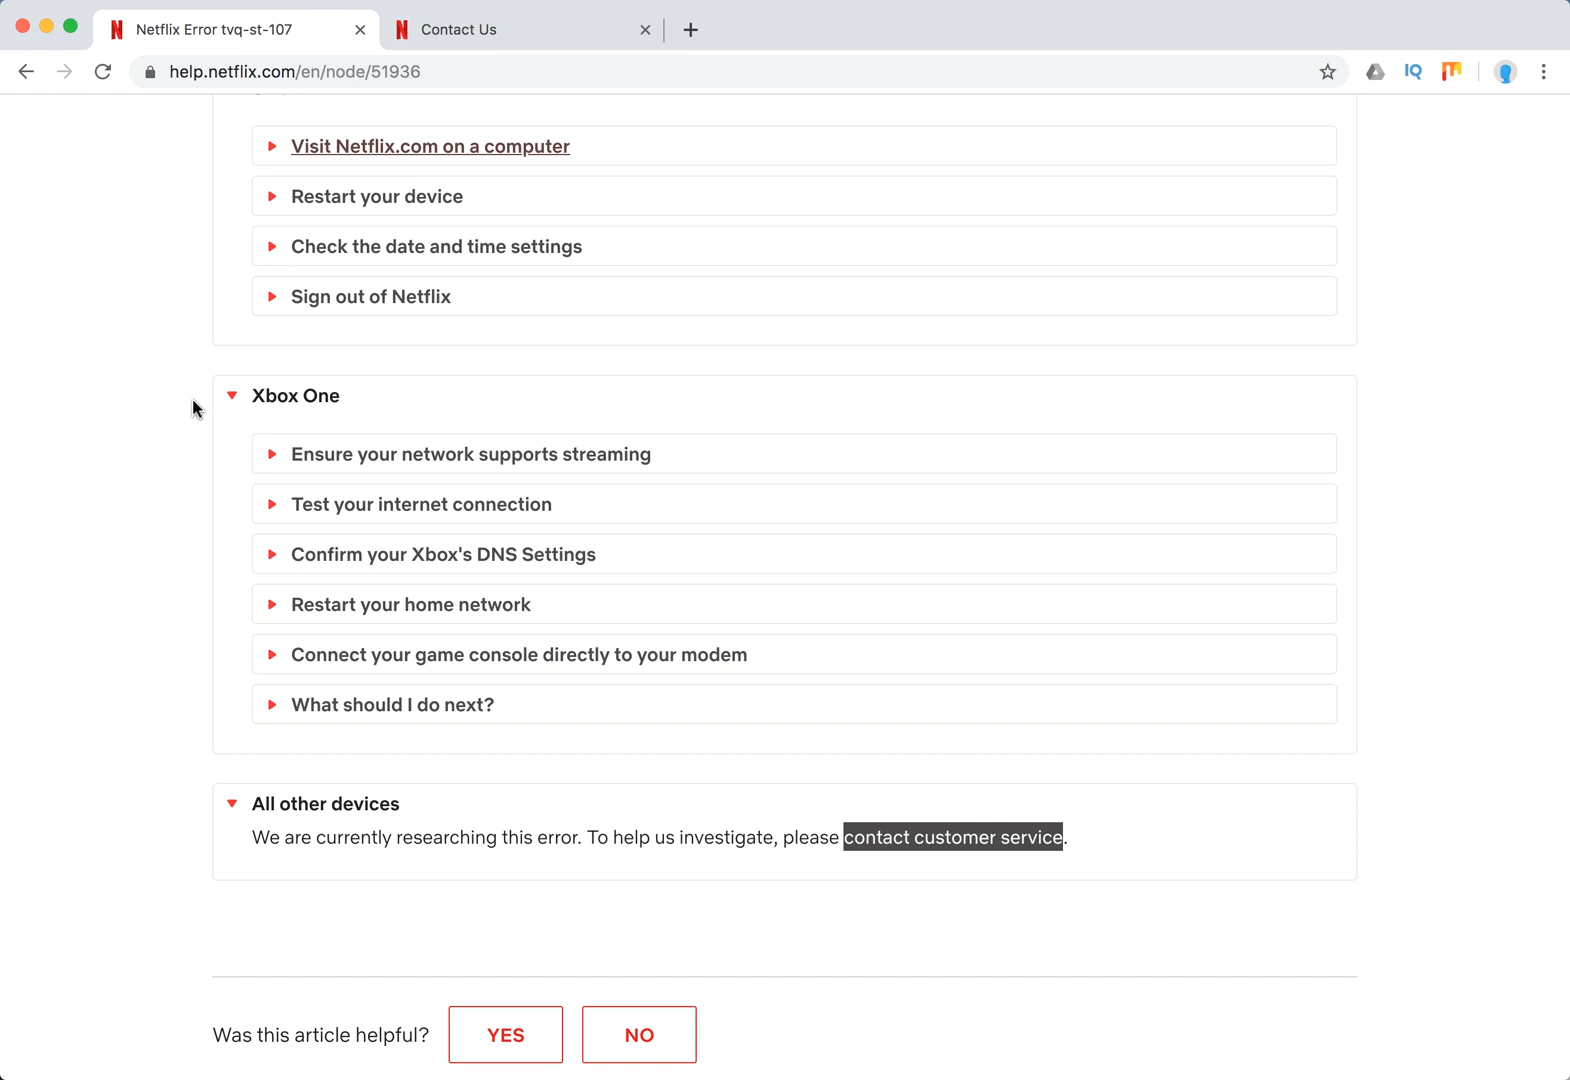 Netflix Error tvq-st-107
Contact Us
help.netflix.com/en/node/51936
IQ
Visit Netflix.com on a computer
Restart your device
Check the date and time settings
Sign out of Netflix
Xbox One
Ensure your network supports streaming
Test your internet connection
Confirm your Xbox's DNS Settings
Restart your home network
Connect your game console directly to your modem
What should I do next?
All other devices
We are currently researching this error. To help us investigate, please contact customer service.
Was this article helpful?
YES
NO